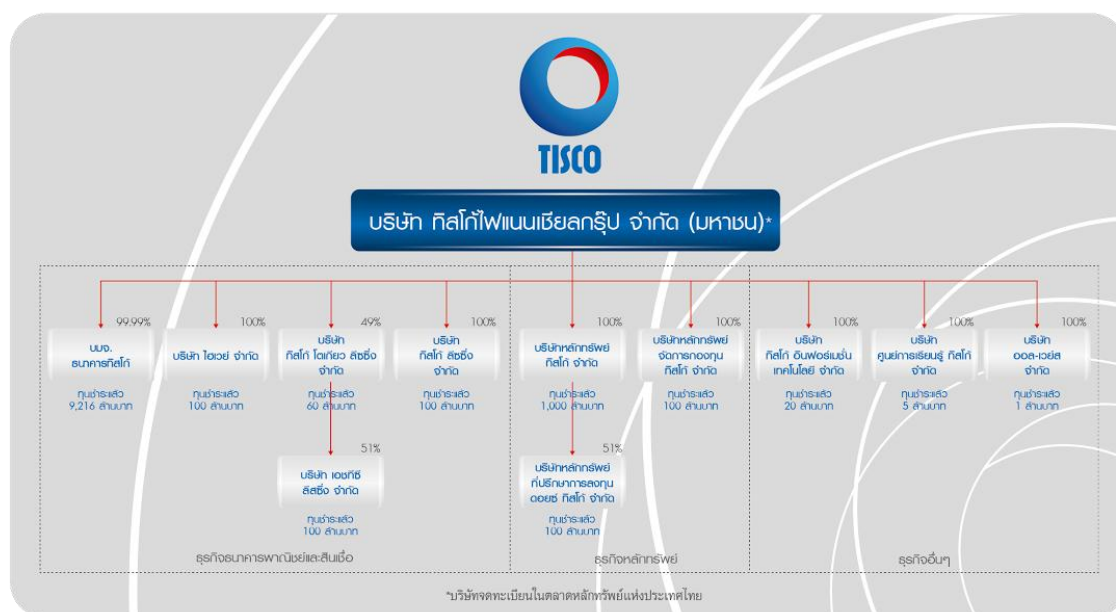 TISCO
บริษัท ทิสโก้ไฟแนนเชียลกรุ๊ป จำกัด (มหาชน)*
99.99%
บมจ.
ธนาคารทิสโก้
ทุนชำระแล้ว
9,216 ล้านบาท
100%
บริษัท ไฮเวย์ จำกัด
ทุนชำระแล้ว
100 ล้านบาท
49%
บริษัท
ทิสโก้ โตเกียว ลิซซิ่ง
จำกัด
ทุนชำระแล้ว
60 ล้านบาท
100%
บริษัท
ทิสโก้ ลิซซิ่ง
จำกัด
ทุนชำระแล้ว
100 ล้านบาท
100%
บริษัทหลักทรัพย์
ทิสโก้ จำกัด
ทุนชำระแล้ว
1,000 ล้านบาท
100%
บริษัทหลักทรัพย์
จัดการกองทุน
ทิสโก้ จำกัด
ทุนชำระแล้ว
100 ล้านบาท
100%
บริษัท
ทิสโก้ อินฟอร์เมชั่น
เทคโนโลยี จำกัด
ทุนชำระแล้ว
20 ล้านบาท
100%
บริษัท
ศูนย์การเรียนรู้ ทิสโก้
จำกัด
ทุนชำระแล้ว
5 ล้านบาท
100%
บริษัท
ออล-เวย์ส
จำกัด
ทุนชำระแล้ว
1 ล้านบาท
51%
บริษัท เอชทีซี
ลีสซิ่ง จำกัด
ทุนชำระแล้ว
100 ล้านบาท
51%
บริษัทหลักทรัพย์
ที่ปรึกษาการลงทุน
ดอยซ์ ทิสโก้ จำกัด
ทุนชำระแล้ว
100 ล้านบาท
ธุรกิจธนาคารพาณิชย์และสินเชื่อ
ธุรกิจหลักทรัพย์
ธุรกิจอื่นๆ
*บริษัทจดทะเบียนในตลาดหลักทรัพย์แห่งประเทศไทย